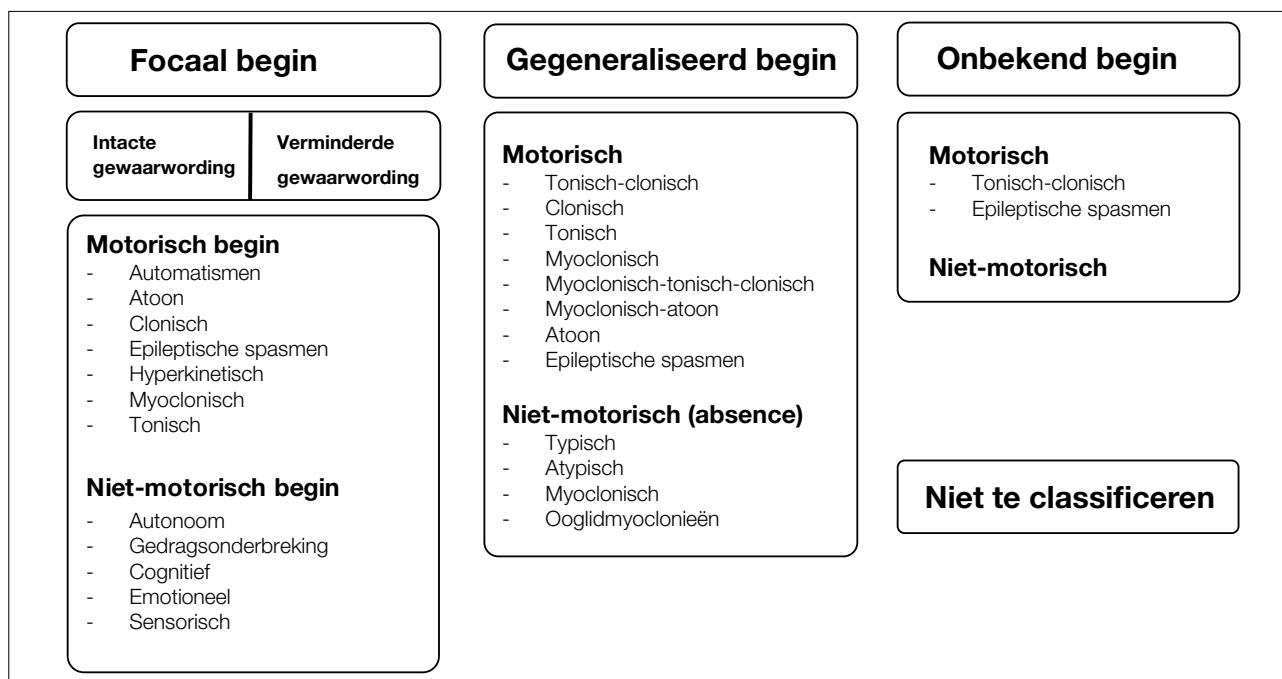 Focaal begin
Intacte
gewaarwording
Verminderde
gewaarwording
Motorisch begin
- Automatismen
- Atoon
- Clonisch
- Epileptische spasmen
- Hyperkinetisch
- Myoclonisch
- Tonisch
Niet-motorisch begin
- Autonoom
- Gedragsonderbreking
- Cognitief
- Emotioneel
- Sensorisch
Gegeneraliseerd begin
Motorisch
- Tonisch-clonisch
- Clonisch
- Tonisch
- Myoclonisch
- Myoclonisch-tonisch-clonisch
- Myoclonisch-atoon
- Atoon
- Epileptische spasmen
Niet-motorisch (absence)
- Typisch
- Atypisch
- Myoclonisch
- Ooglidmyoclonieën
Onbekend begin
Motorisch
- Tonisch-clonisch
- Epileptische spasmen
Niet-motorisch
Niet te classificeren